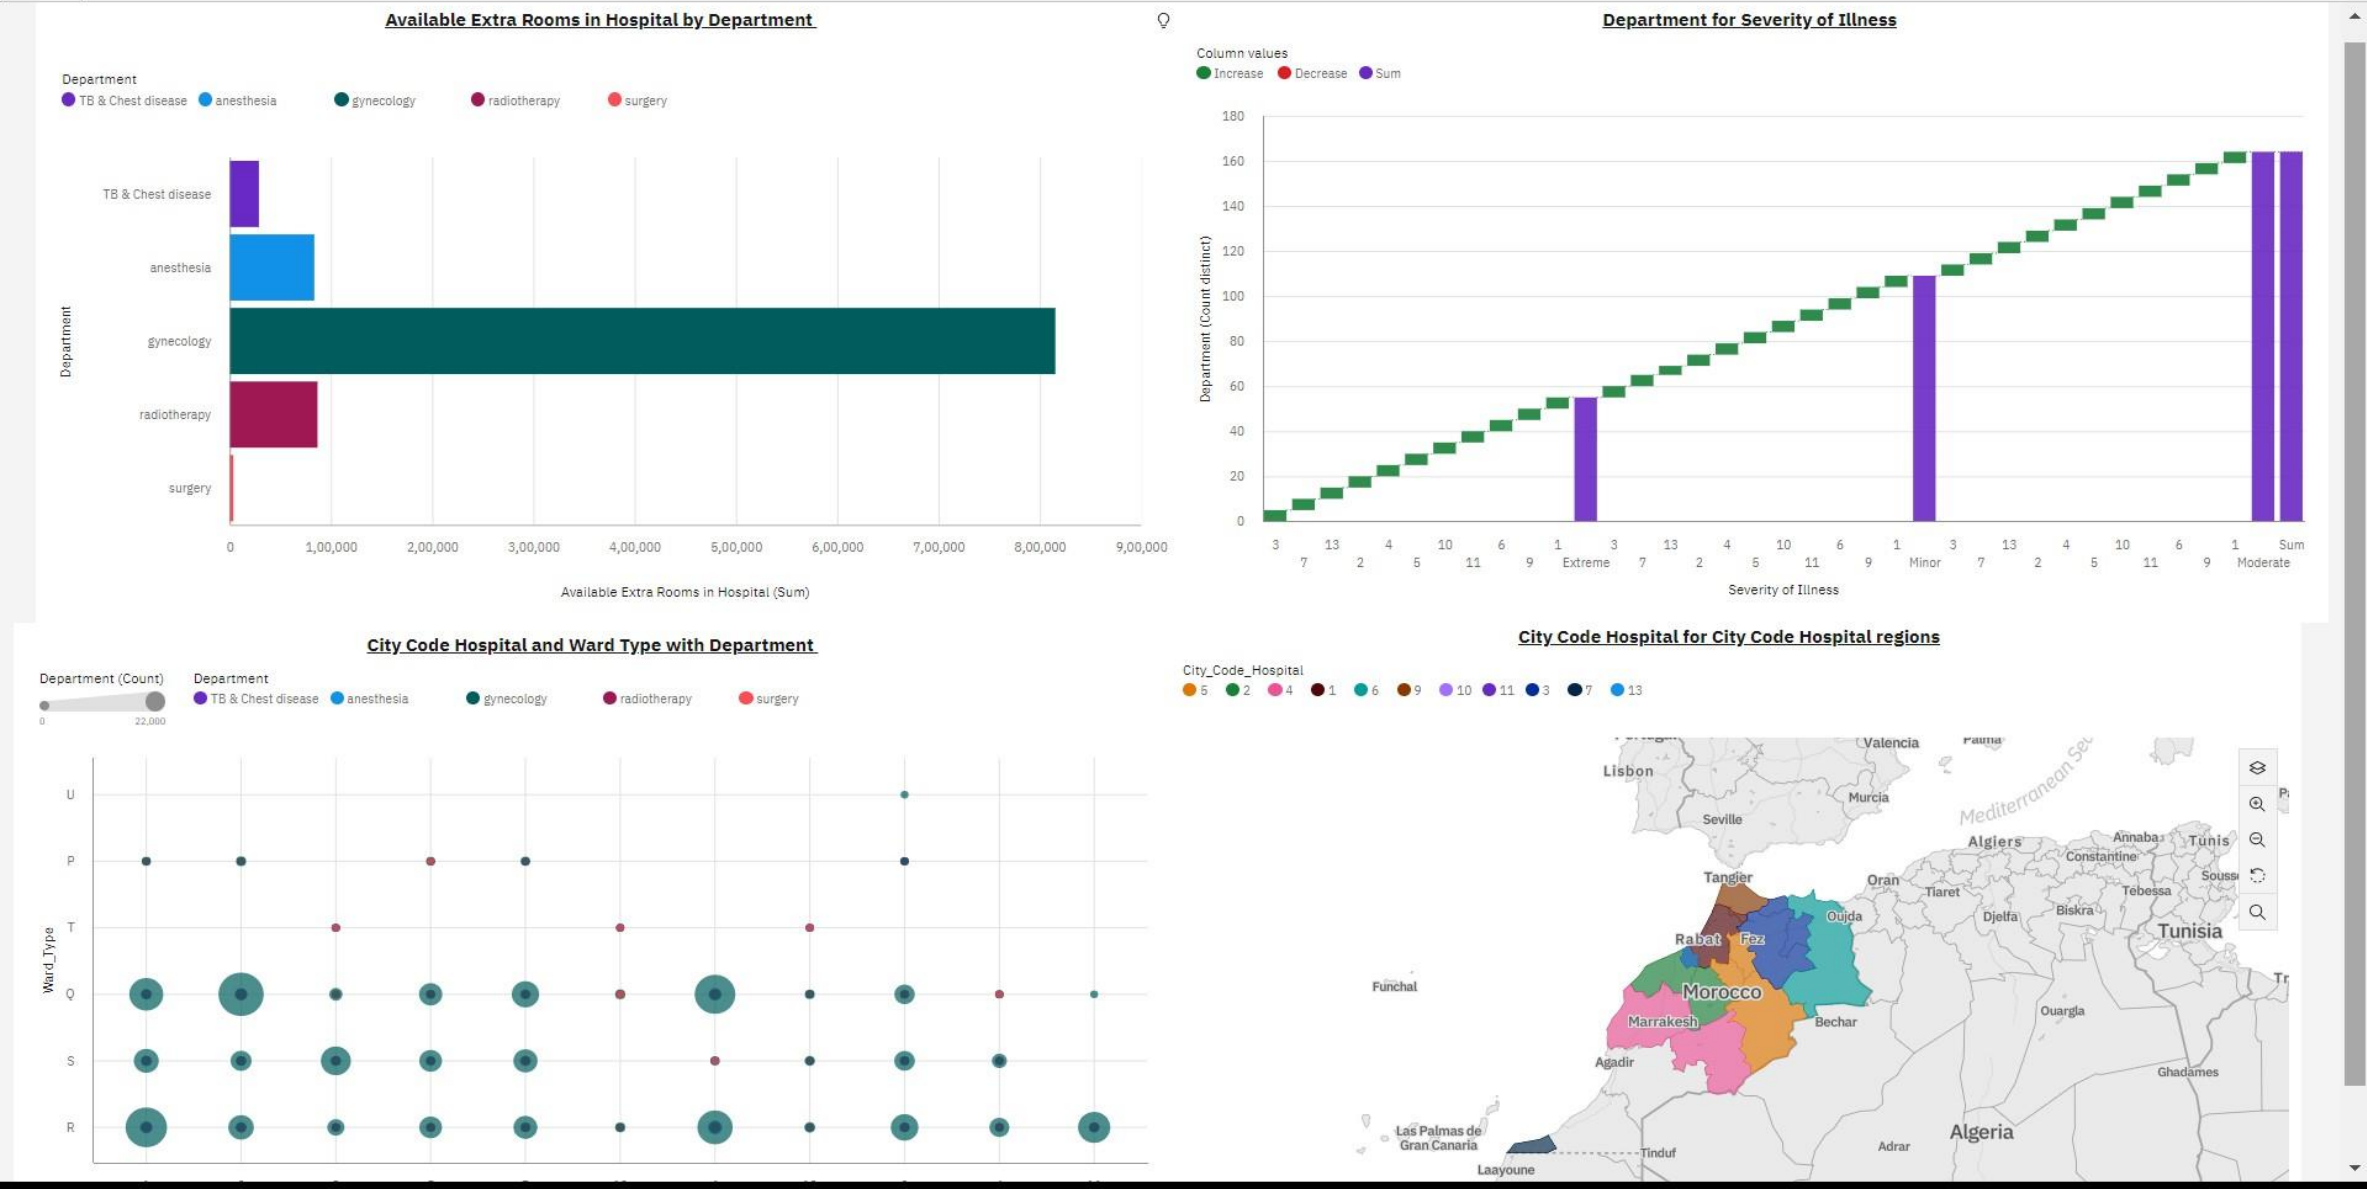 Available Extra Rooms in Hospital by Department
Department
TB & Chest disease anesthesia gynecology radiotherapy surgery
Department
TB & Chest disease
anesthesia
gynecology
radiotherapy
surgery
0 1,00,000 2,00,000 3,00,000 4,00,000 5,00,000 6,00,000 7,00,000 8,00,000 9,00,000
Available Extra Rooms in Hospital (Sum)
Department for Severity of Illness
Column values
Increase Decrease Sum
Department (Count distinct)
180
160
140
120
100
80
60
40
20
0
3 13 4 10 6 1 3 13 4 10 6 1 3 13 4 10 6 1 Sum
7 2 5 11 9 Extreme 7 2 5 11 9 Minor 7 2 5 11 9 Moderate
Severity of Illness
City Code Hospital and Ward Type with Department
Department (Count)
0 22,000
Department
TB & Chest disease anesthesia gynecology radiotherapy surgery
Ward_Type
U
P
T
Q
S
R
City Code Hospital for City Code Hospital regions
City_Code_Hospital
5 2 4 1 6 9 10 11 3 7 13
Valencia
Palma
Lisbon
Murcia
Mediterranean Sea
Seville
Algiers
Annaba
Tunis
Constantine
Tangier
Oran
Tiaret
Tebessa
Souss
Oujda
Djelfa
Biskra
Rabat
Fez
Tunisia
Funchal
Morocco
Tr
Marrakesh
Bechar
Ouargla
Agadir
Ghadames
Las Palmas de
Gran Canaria
Algeria
Adrar
Tinduf
Laayoune